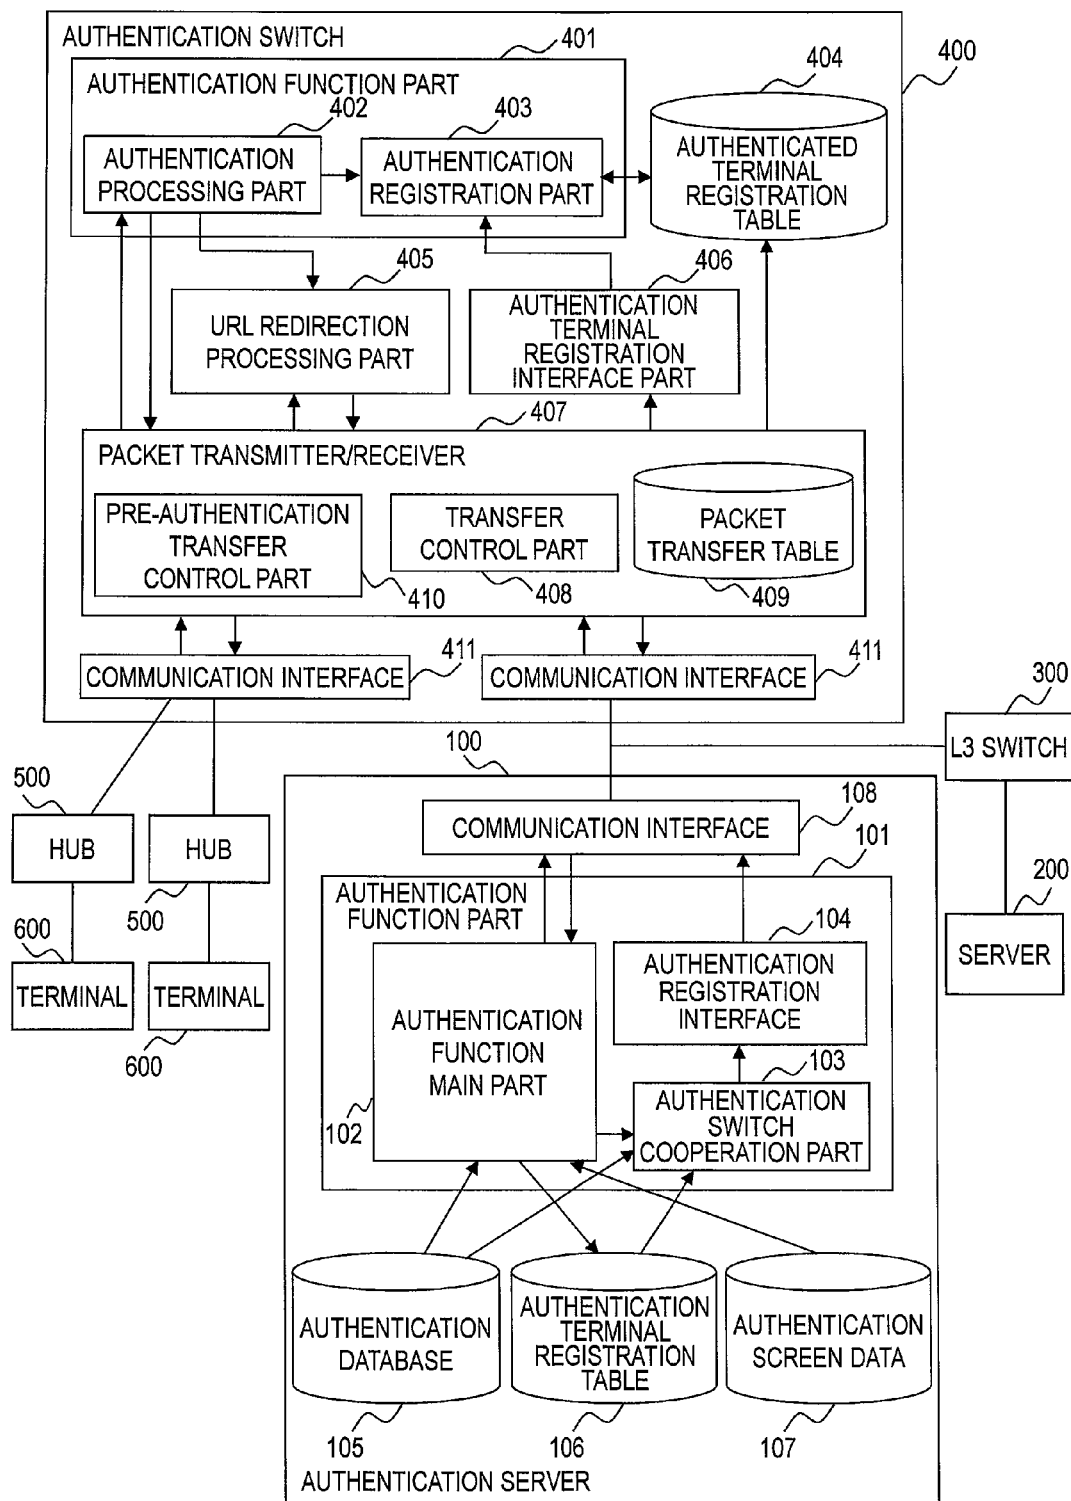 AUTHENTICATION SWITCH
401
404
400
AUTHENTICATION FUNCTION PART
402
403
AUTHENTICATION
PROCESSING PART
AUTHENTICATION
REGISTRATION PART
AUTHENTICATED
TERMINAL
REGISTRATION
TABLE
405
406
URL REDIRECTION
PROCESSING PART
AUTHENTICATION
TERMINAL
REGISTRATION
INTERFACE PART
407
PACKET TRANSMITTER/RECEIVER
PRE-AUTHENTICATION
TRANSFER
CONTROL PART
410
TRANSFER
CONTROL PART
408
PACKET
TRANSFER TABLE
409
COMMUNICATION INTERFACE
411
COMMUNICATION INTERFACE
411
300
L3 SWITCH
100
500
HUB
HUB
500
108
COMMUNICATION INTERFACE
101
200
SERVER
600
TERMINAL
TERMINAL
600
AUTHENTICATION
FUNCTION PART
104
AUTHENTICATION
FUNCTION
MAIN PART
102
AUTHENTICATION
REGISTRATION
INTERFACE
103
AUTHENTICATION
SWITCH
COOPERATION PART
AUTHENTICATION
DATABASE
105
AUTHENTICATION
TERMINAL
REGISTRATION
TABLE
106
AUTHENTICATION
SCREEN DATA
107
AUTHENTICATION SERVER